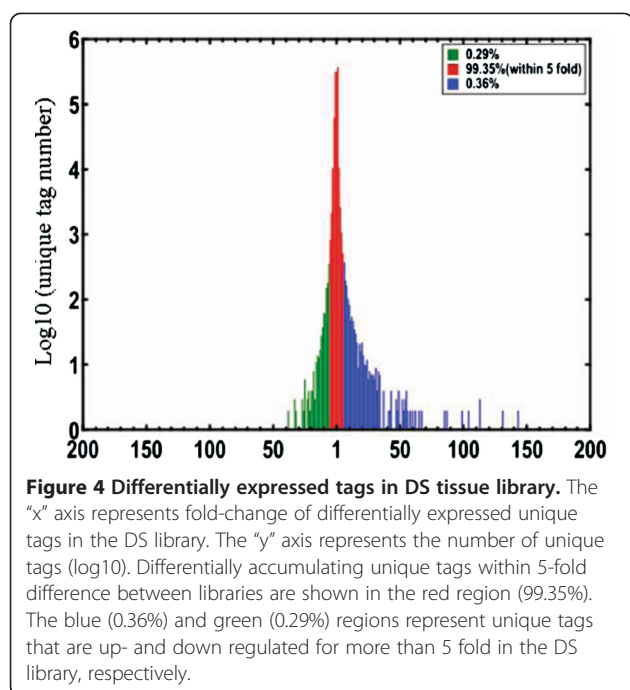 6
5
4
3
2
1
0
Log10 (unique tag number)
0.29%
99.35%(within 5 fold)
0.36%
200 150 100 50 1 50 100 150 200
Figure 4 Differentially expressed tags in DS tissue library. The
"x" axis represents fold-change of differentially expressed unique
tags in the DS library. The "y" axis represents the number of unique
tags (log10). Differentially accumulating unique tags within 5-fold
difference between libraries are shown in the red region (99.35%).
The blue (0.36%) and green (0.29%) regions represent unique tags
that are up- and down regulated for more than 5 fold in the DS
library, respectively.